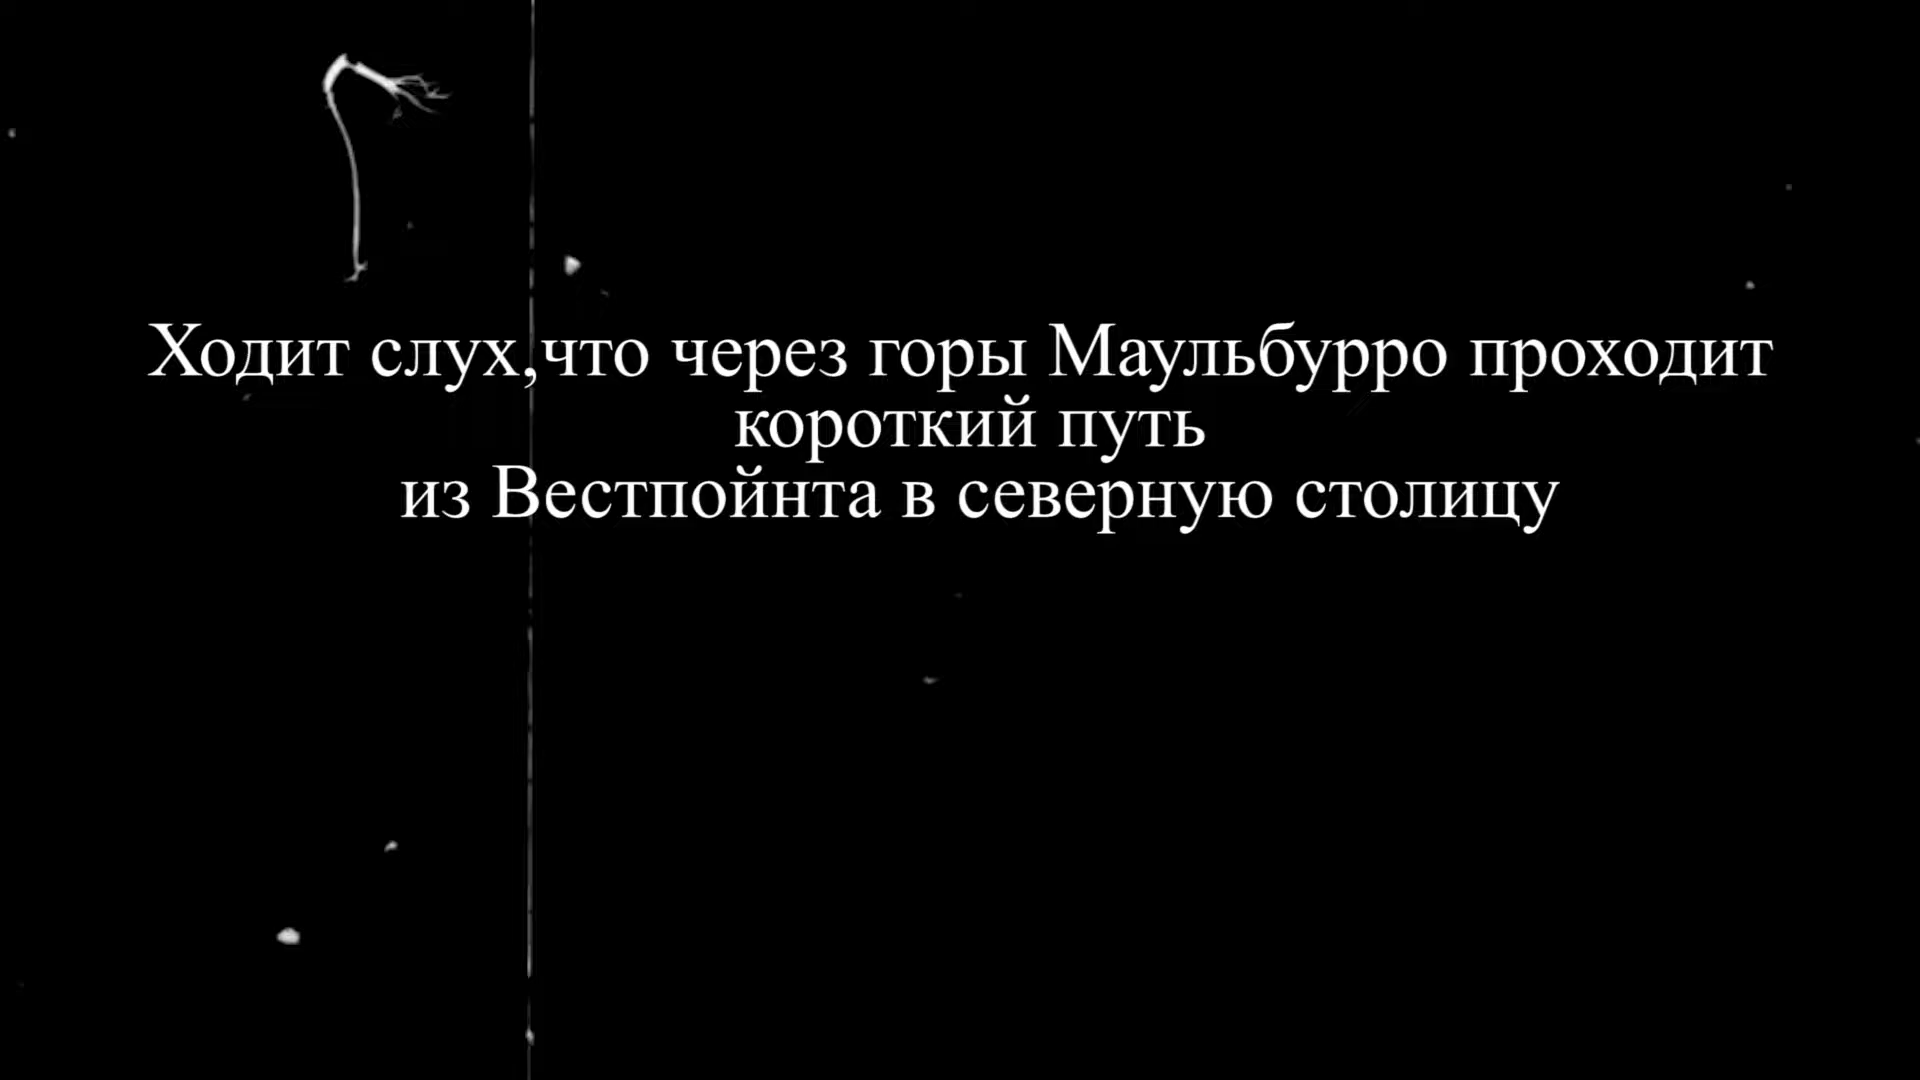 Ходит слух,что через горы Маульбурро проходит
короткий путь
из Вестпойнта в северную столицу